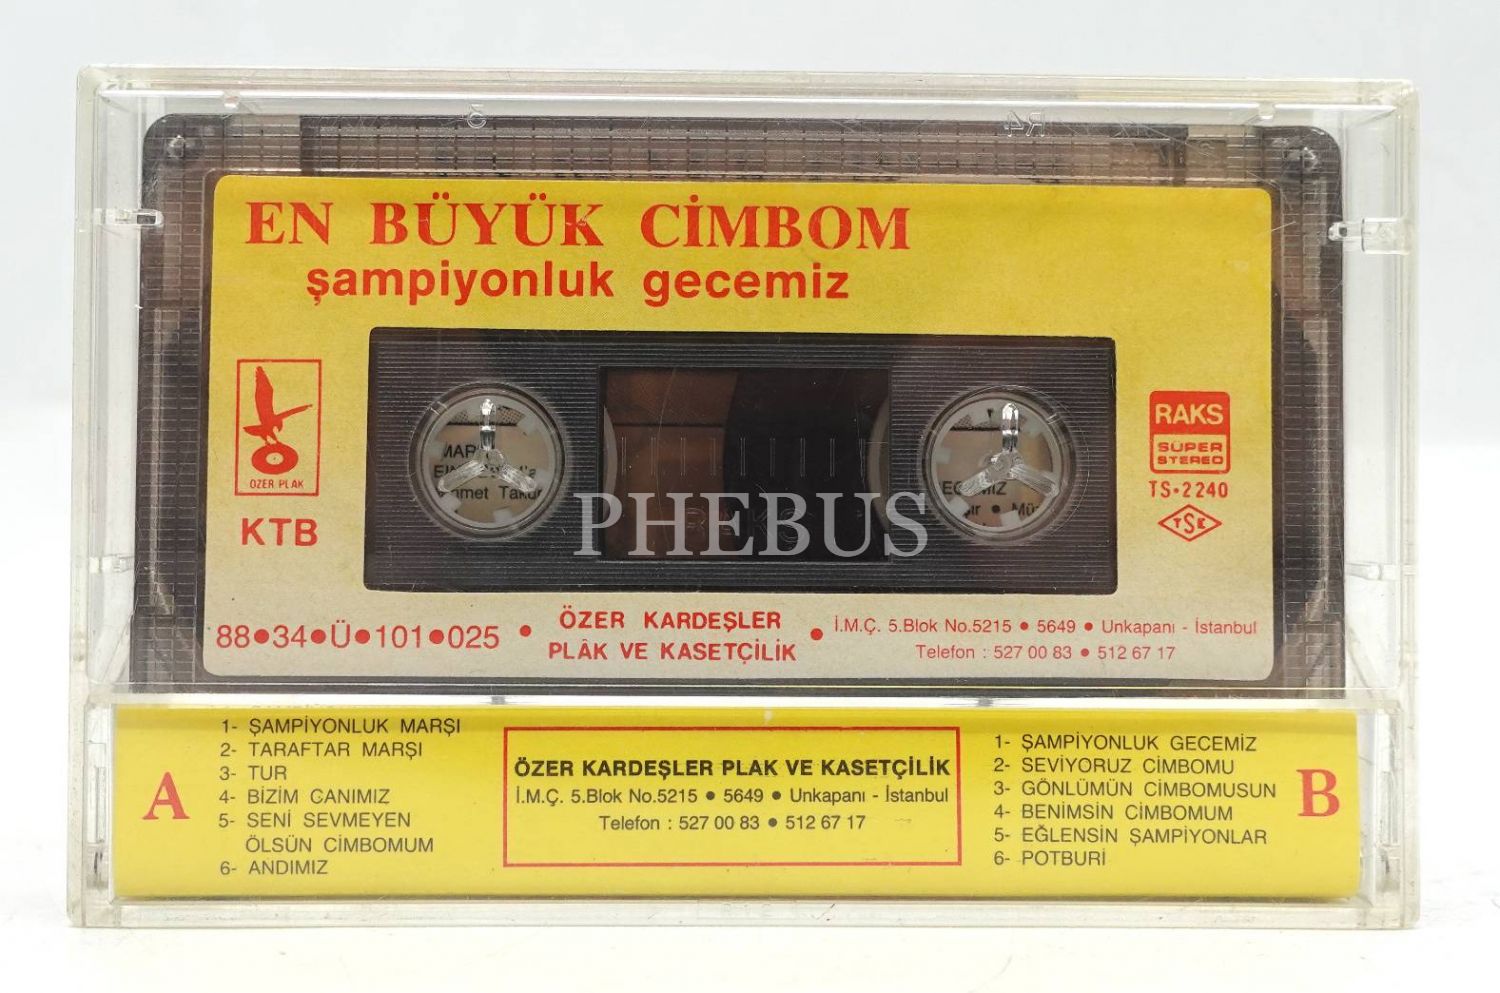 EN BÜYÜK CİMBOM
şampiyonluk gecemiz
ÖZER PLAK
KTB
RAKS
SÜPER
STEREO
TS•2240
TSE
PHEBUS
88•34•Ü•101•025 • ÖZER KARDEŞLER
PLÂK VE KASETÇİLİK • İ.M.Ç. 5.Blok No.5215 • 5649 • Unkapanı - İstanbul
Telefon : 527 00 83 • 512 67 17
A
1- ŞAMPİYONLUK MARŞI
2- TARAFTAR MARŞI
3- TUR
4- BİZİM CANIMIZ
5- SENİ SEVMEYEN
ÖLSÜN CİMBOMUM
6- ANDIMIZ
ÖZER KARDEŞLER PLAK VE KASETÇİLİK
İ.M.Ç. 5.Blok No.5215 • 5649 • Unkapanı - İstanbul
Telefon : 527 00 83 • 512 67 17
1- ŞAMPİYONLUK GECEMİZ
2- SEVİYORUZ CİMBOMU
3- GÖNLÜMÜN CİMBOMUSUN
4- BENİMSİN CİMBOMUM
5- EĞLENSİN ŞAMPİYONLAR
6- POTBURİ
B